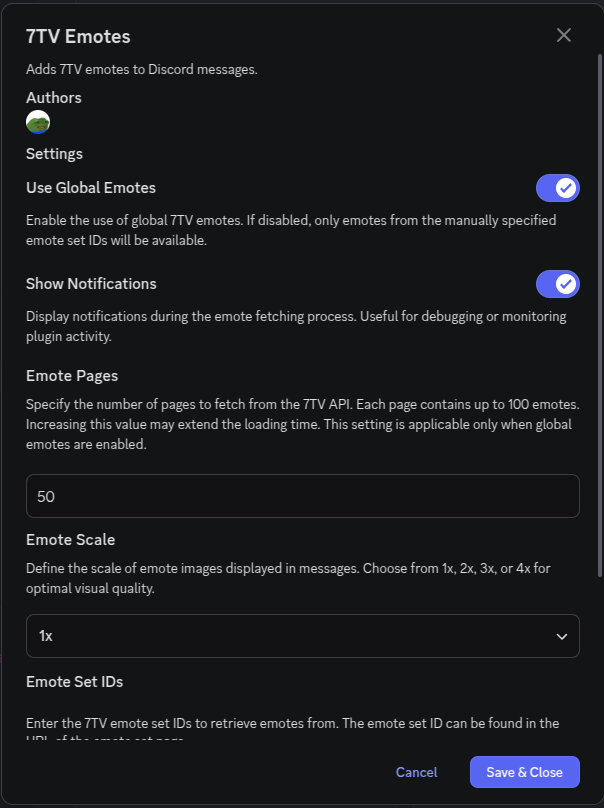 7TV Emotes
Adds 7TV emotes to Discord messages.
Authors
Settings
Use Global Emotes
Enable the use of global 7TV emotes. If disabled, only emotes from the manually specified
emote set IDs will be available.
Show Notifications
Display notifications during the emote fetching process. Useful for debugging or monitoring
plugin activity.
Emote Pages
Specify the number of pages to fetch from the 7TV API. Each page contains up to 100 emotes.
Increasing this value may extend the loading time. This setting is applicable only when global
emotes are enabled.
50
Emote Scale
Define the scale of emote images displayed in messages. Choose from 1x, 2x, 3x, or 4x for
optimal visual quality.
1x
Emote Set IDs
Enter the 7TV emote set IDs to retrieve emotes from. The emote set ID can be found in the
URL of the emote set page.
Cancel
Save & Close